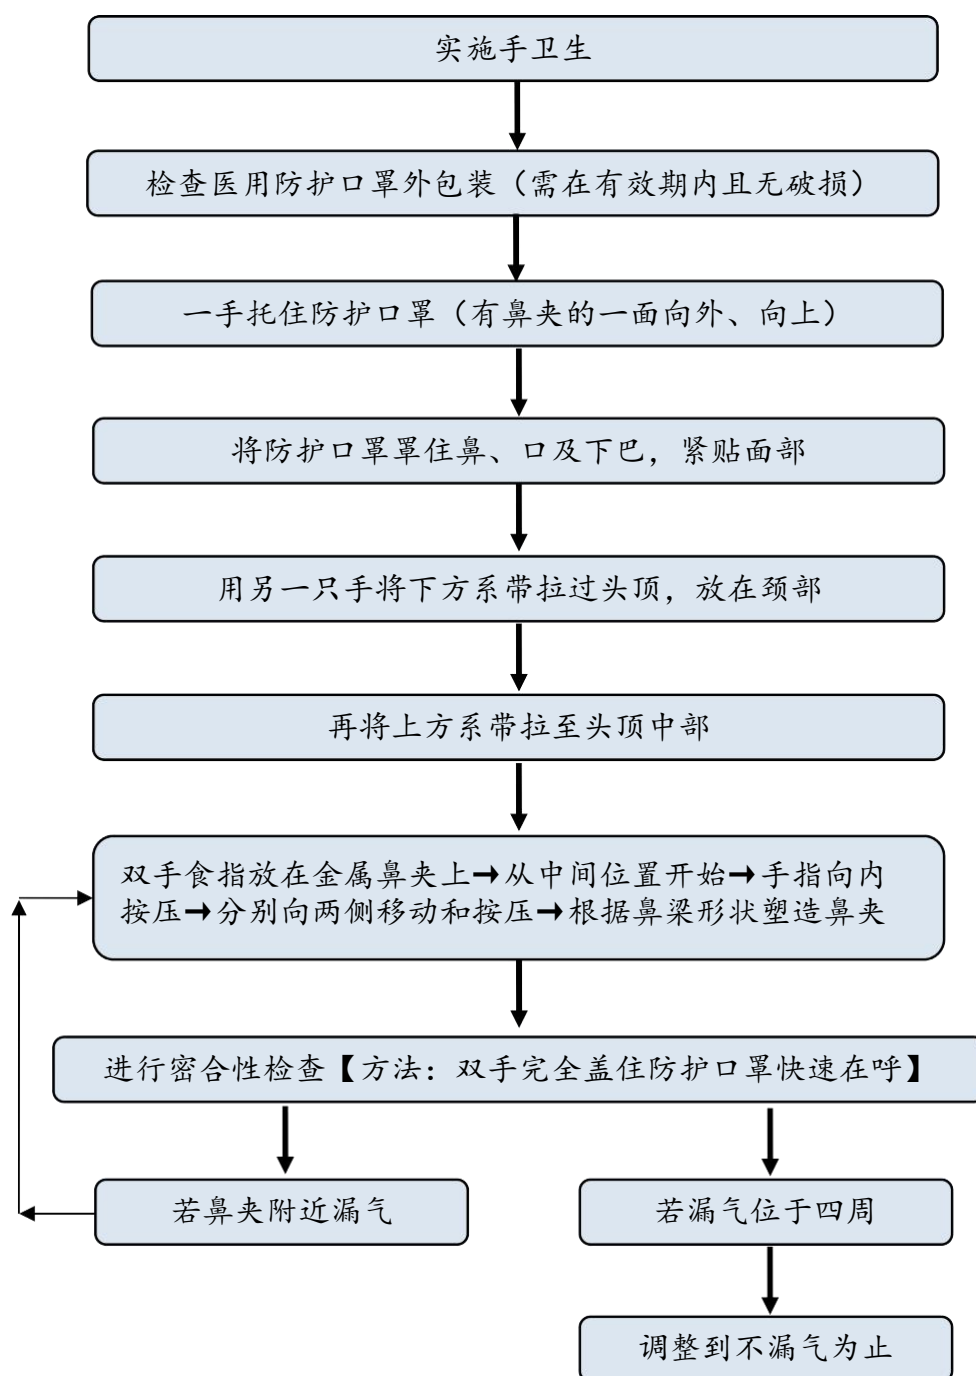 实施手卫生
检查医用防护口罩外包装（需在有效期内且无破损）
一手托住防护口罩（有鼻夹的一面向外、向上）
将防护口罩罩住鼻、口及下巴，紧贴面部
用另一只手将下方系带拉过头顶，放在颈部
再将上方系带拉至头顶中部
双手食指放在金属鼻夹上→从中间位置开始→手指向内
按压→分别向两侧移动和按压→根据鼻梁形状塑造鼻夹
进行密合性检查【方法：双手完全盖住防护口罩快速在呼】
若鼻夹附近漏气
若漏气位于四周
调整到不漏气为止